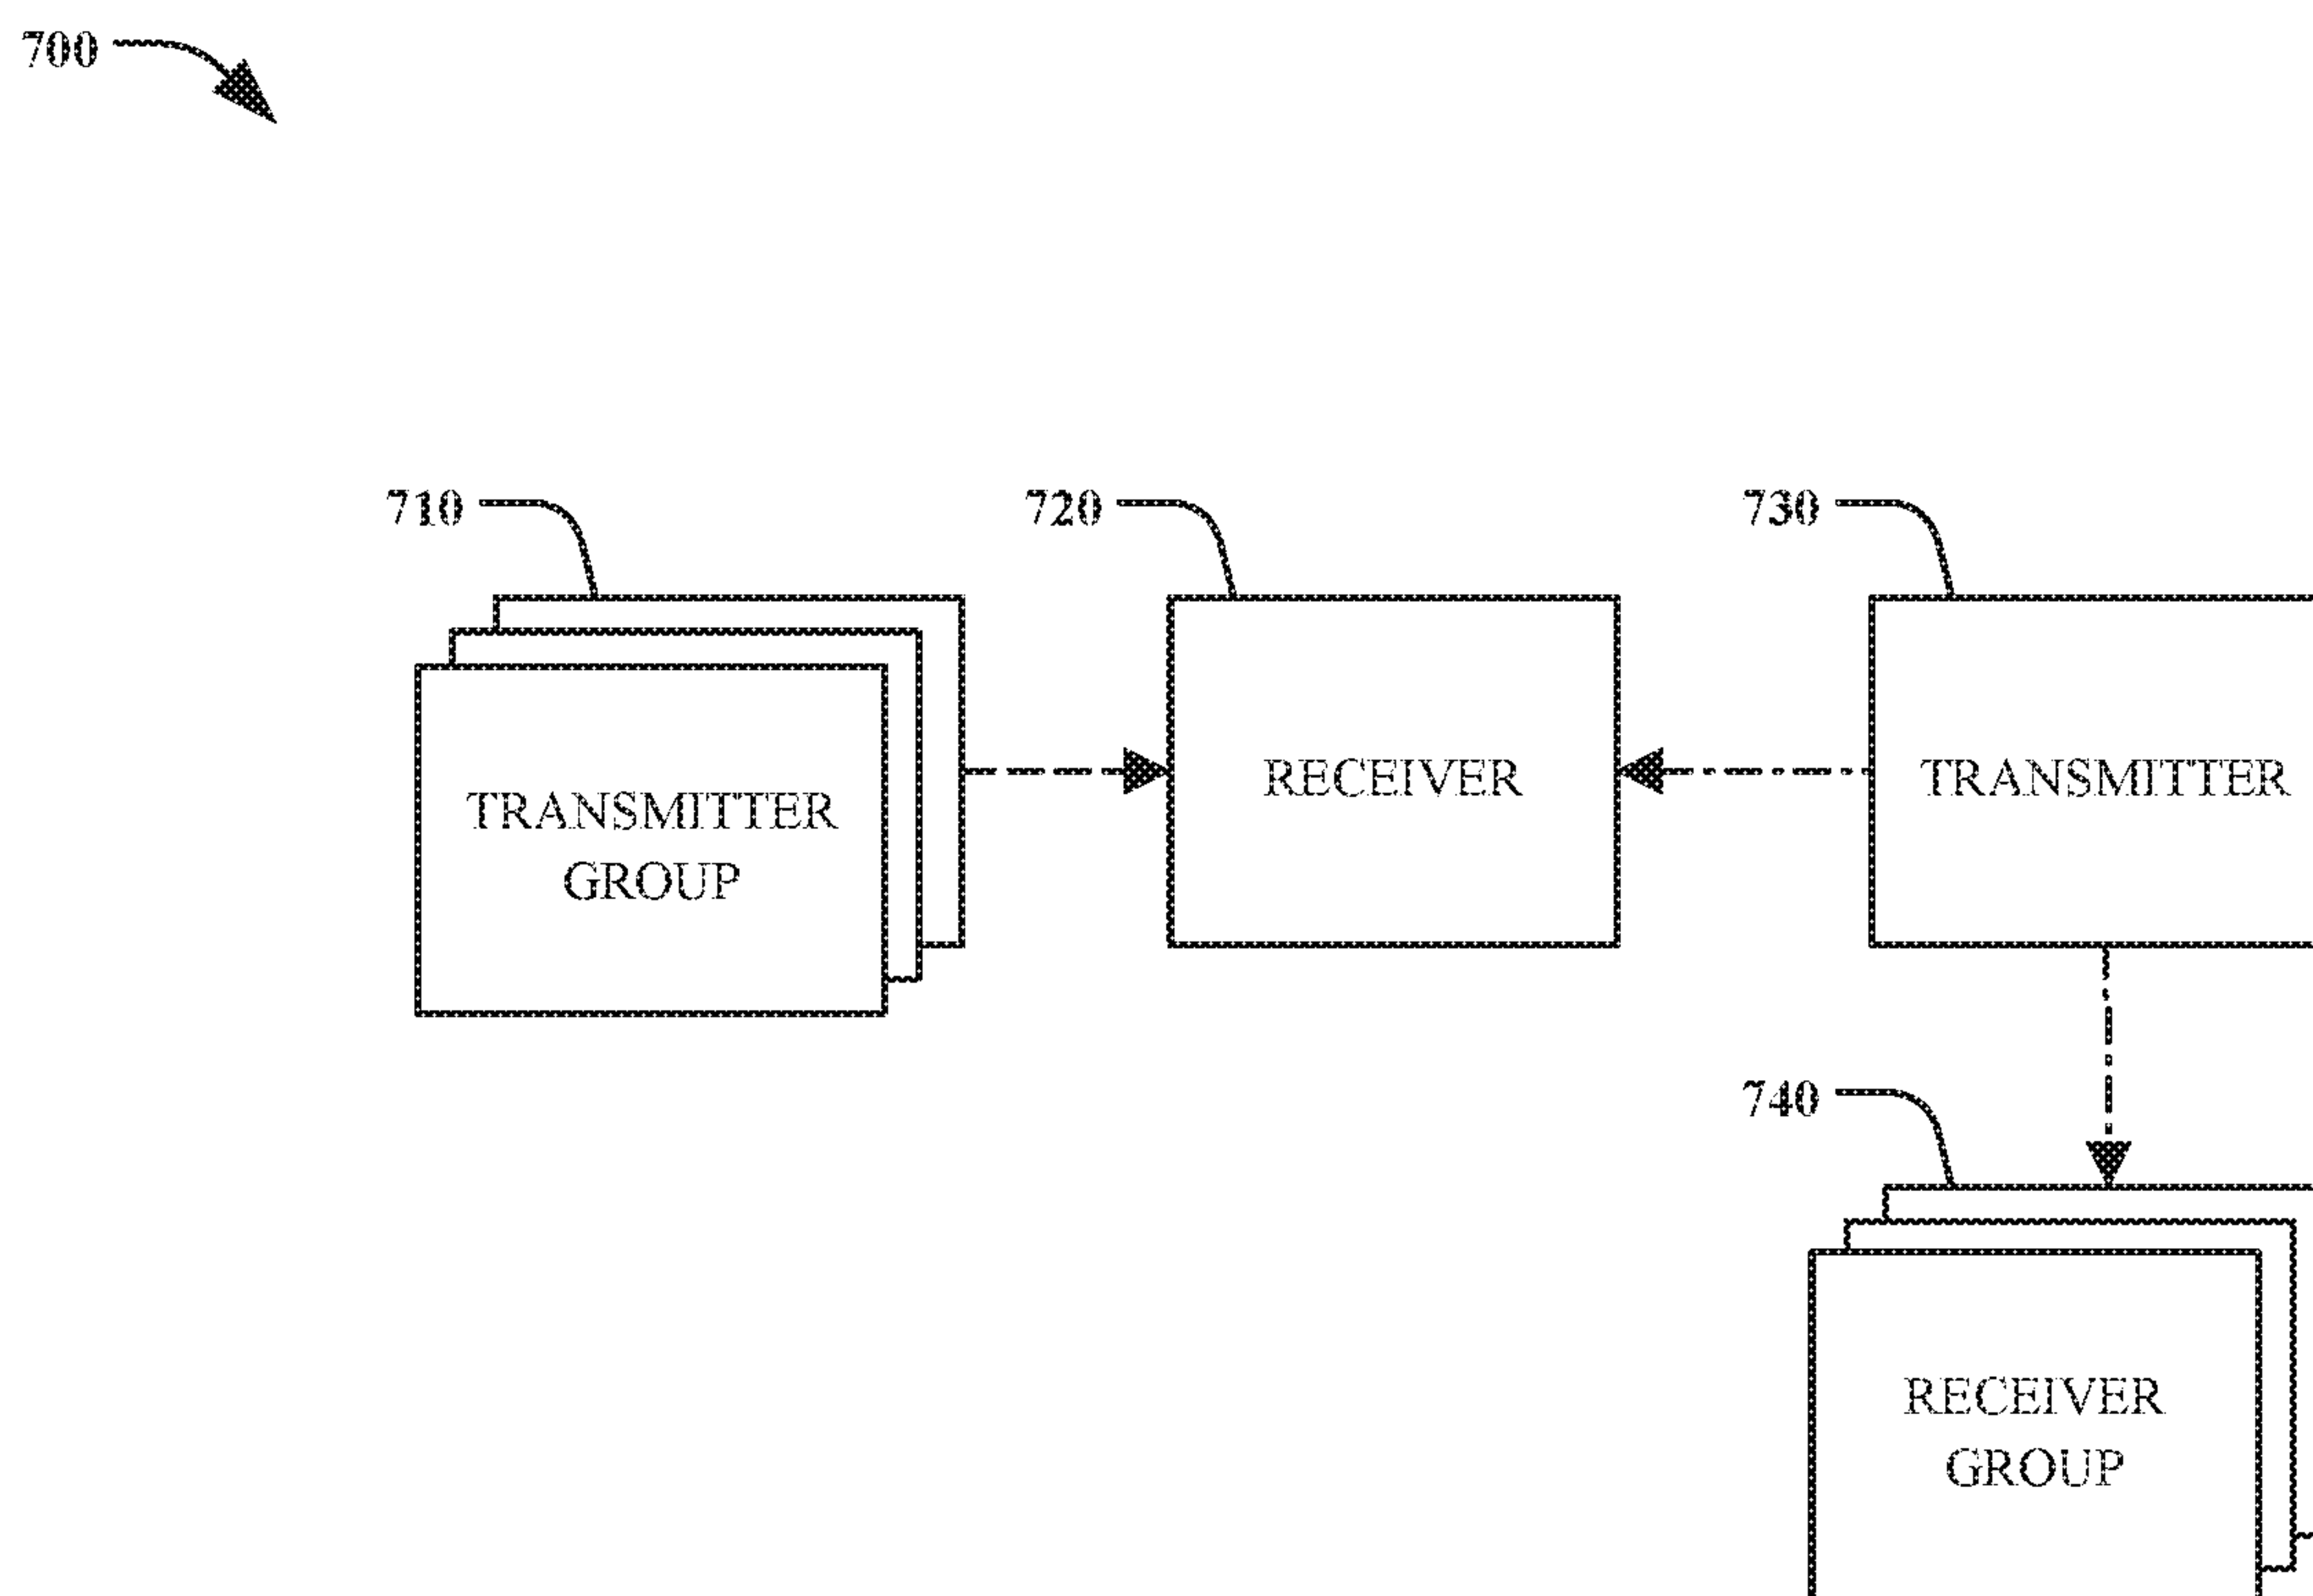 700
710
720
730
TRANSMITTER
GROUP
RECEIVER
TRANSMITTER
740
RECEIVER
GROUP